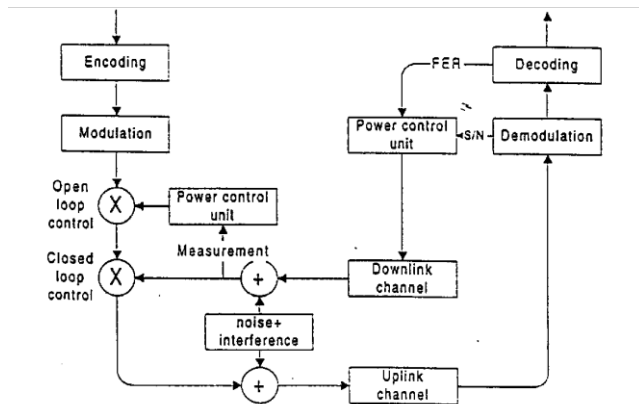 Encoding
Modulation
Open
loop
control
X
Power control
unit
Measurement
Closed
loop
control
X
+
noise+
interference
+
FER
Decoding
Power control
unit
S/N
Demodulation
Downlink
channel
Uplink
channel